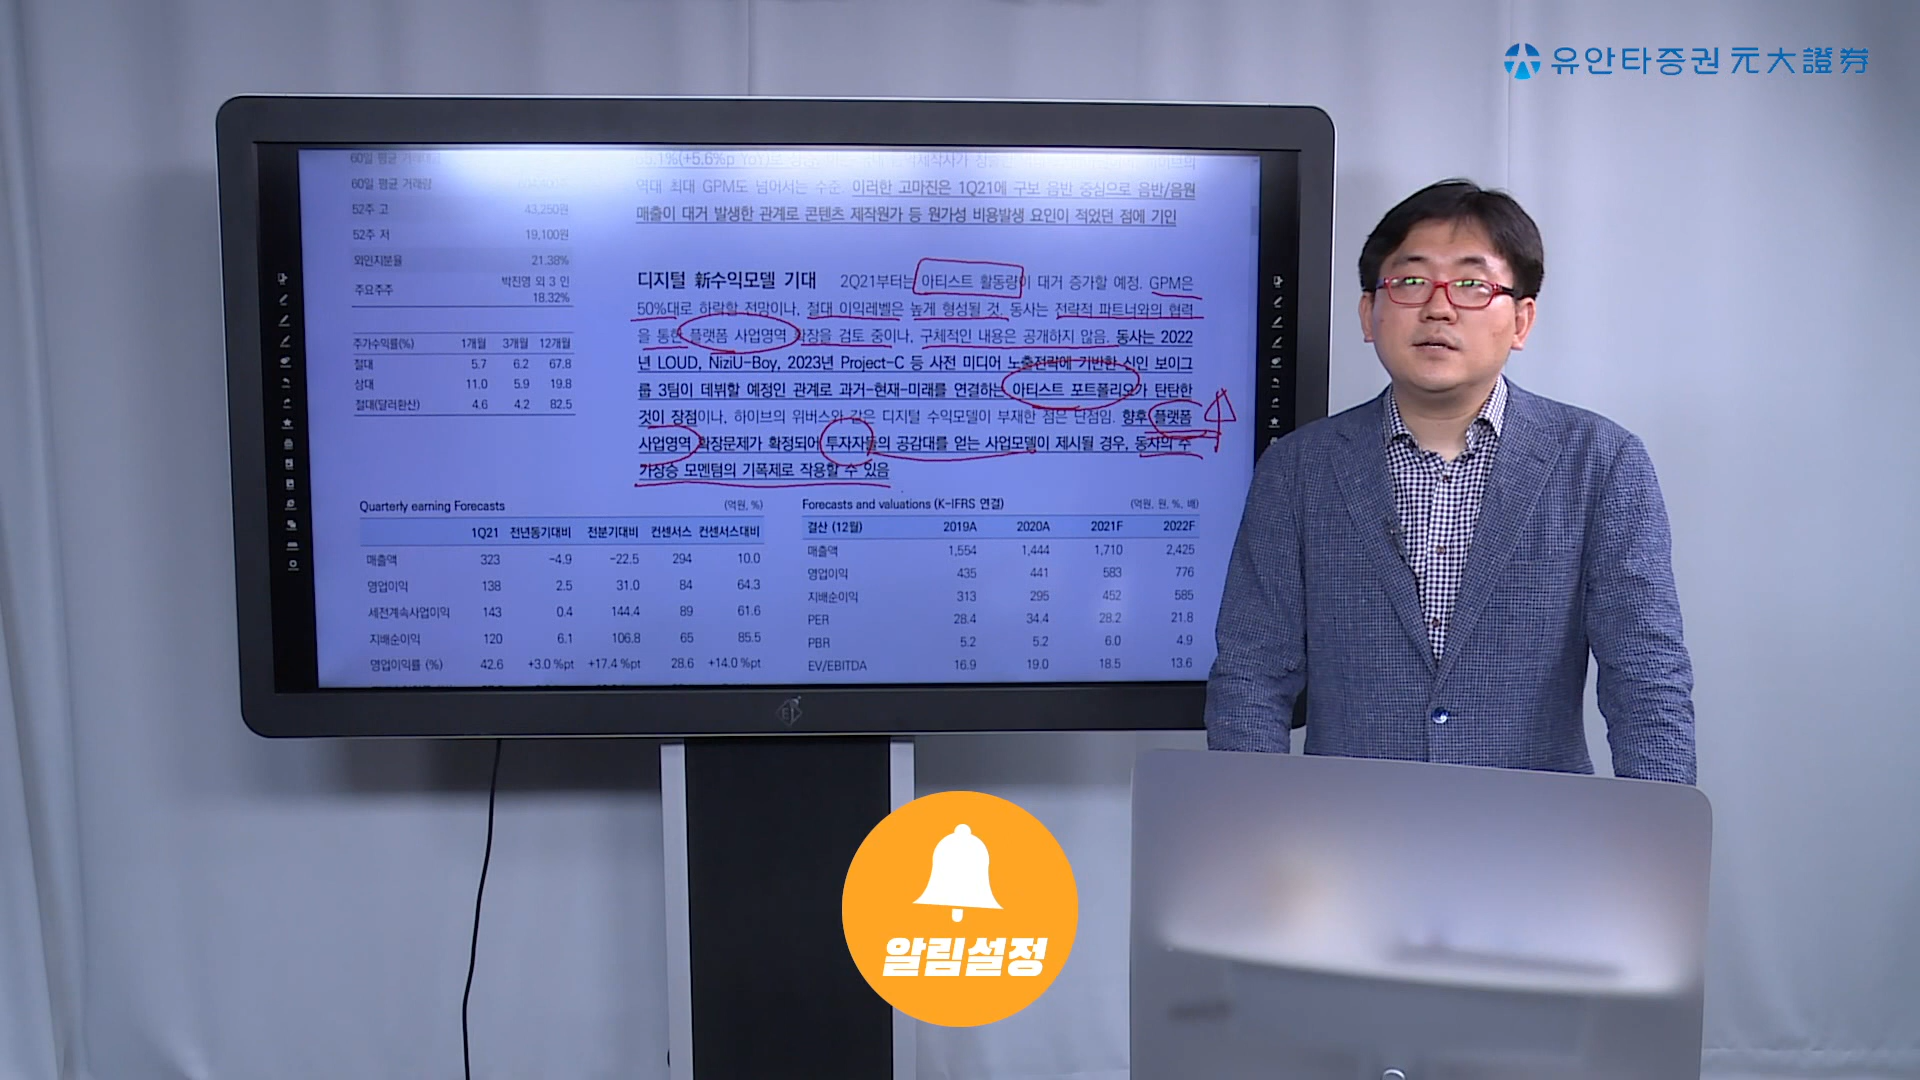 유안타증권 元大證券
60일 평균
65.1%(+5.6%p YoY)로
60일 평균 거래량
역대 최대 GPM도 넘어서는 수준. 이러한 고마진은 1Q21에 구보 음반 중심으로 음반/음원
매출이 대거 발생한 관계로 콘텐츠 제작원가 등 원가성 비용발생 요인이 적었던 점에 기인
52주 고 43,250원
52주 저 19,100원
외인지분율 21.38%
주요주주 박진영 외 3 인
18.32%
주가수익률(%) 1개월 3개월 12개월
절대 5.7 6.2 67.8
상대 11.0 5.9 19.8
절대(달러환산) 4.6 4.2 82.5
디지털 新수익모델 기대 2Q21부터는 아티스트 활동량이 대거 증가할 예정. GPM은
50%대로 하락할 전망이나, 절대 이익레벨은 높게 형성될 것. 동사는 전략적 파트너와의 협력
을 통한 플랫폼 사업영역 확장을 검토 중이나, 구체적인 내용은 공개하지 않음. 동사는 2022
년 LOUD, NiziU-Boy, 2023년 Project-C 등 사전 미디어 노출전략에 기반한 신인 보이그
룹 3팀이 데뷔할 예정인 관계로 과거-현재-미래를 연결하는 아티스트 포트폴리오가 탄탄한
것이 장점이나, 하이브의 위버스와 같은 디지털 수익모델이 부재한 점은 단점임. 향후 플랫폼
사업영역 확장문제가 확정되어 투자자들의 공감대를 얻는 사업모델이 제시될 경우, 동사의 주
가상승 모멘텀의 기폭제로 작용할 수 있음
Quarterly earning Forecasts (억원, %)
1Q21 전년동기대비 전분기대비 컨센서스 컨센서스대비
매출액 323 -4.9 -22.5 294 10.0
영업이익 138 2.5 31.0 84 64.3
세전계속사업이익 143 0.4 144.4 89 61.6
지배순이익 120 6.1 106.8 65 85.5
영업이익률 (%) 42.6 +3.0 %pt +17.4 %pt 28.6 +14.0 %pt
Forecasts and valuations (K-IFRS 연결) (억원, 원, %, 배)
결산 (12월) 2019A 2020A 2021F 2022F
매출액 1,554 1,444 1,710 2,425
영업이익 435 441 583 776
지배순이익 313 295 452 585
PER 28.4 34.4 28.2 21.8
PBR 5.2 5.2 6.0 4.9
EV/EBITDA 16.9 19.0 18.5 13.6
알림설정